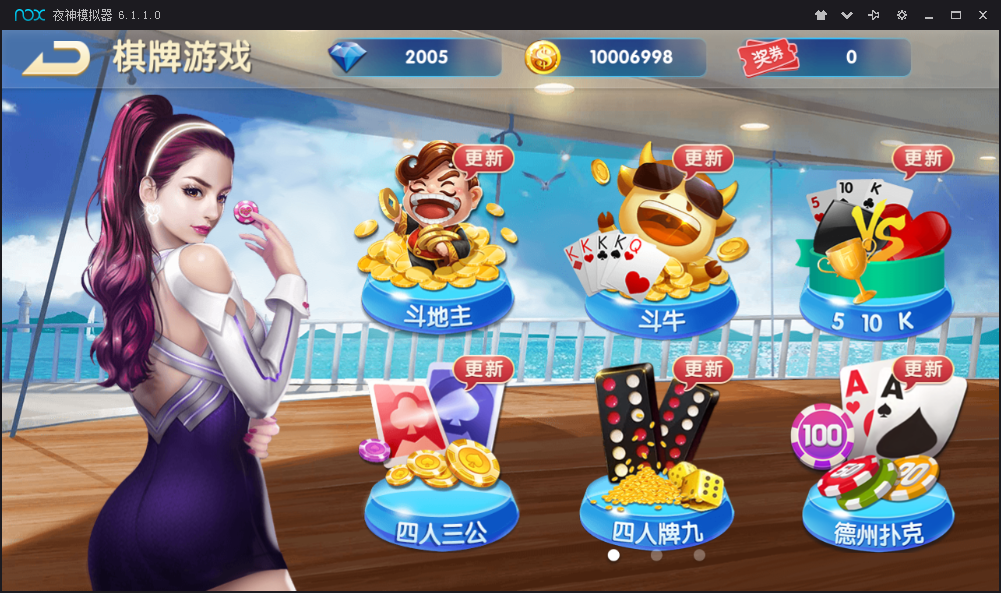 nox 夜神模拟器 6.1.1.0
棋牌游戏 2005 10006998 奖券 0
更新 更新 更新
5 10 K
K K K K Q
VS
斗地主 斗牛 5 10 K
更新 更新 更新
A A
100
50 20
四人三公 四人牌九 德州扑克